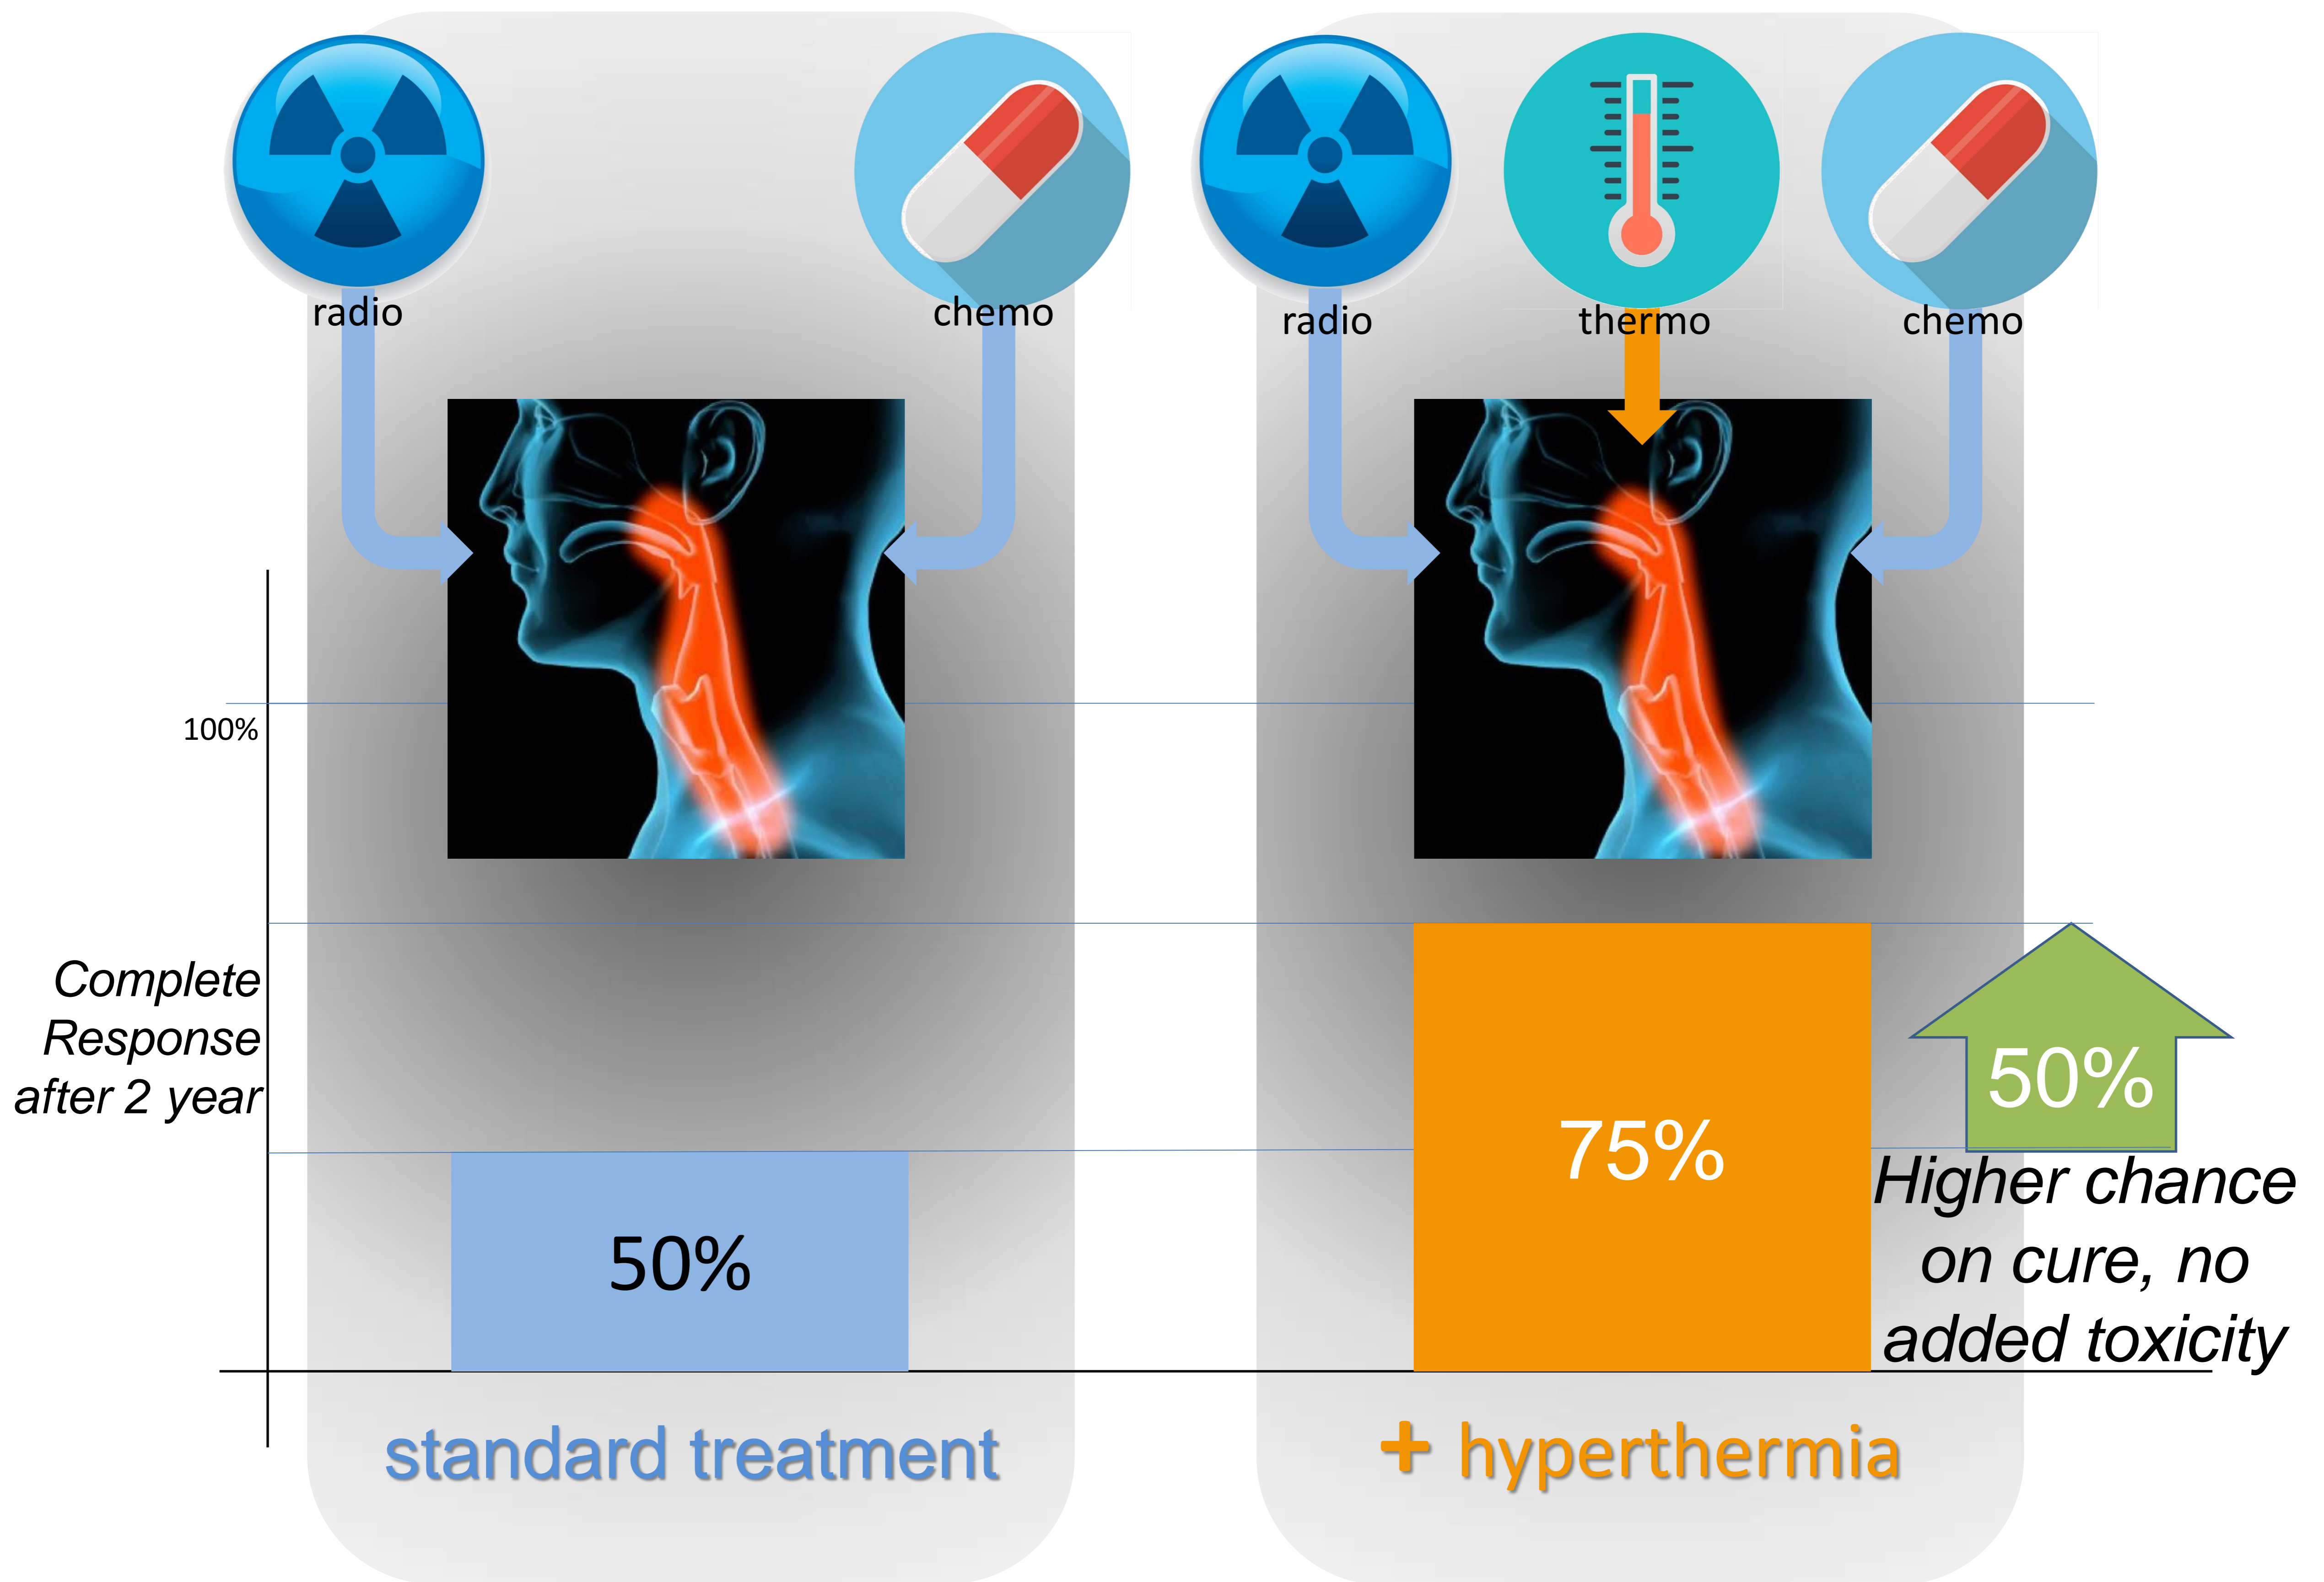 radio
chemo
radio
thermo
chemo
100%
Complete
Response
after 2 year
50%
75%
50%
Higher chance
on cure, no
added toxicity
standard treatment
+ hyperthermia